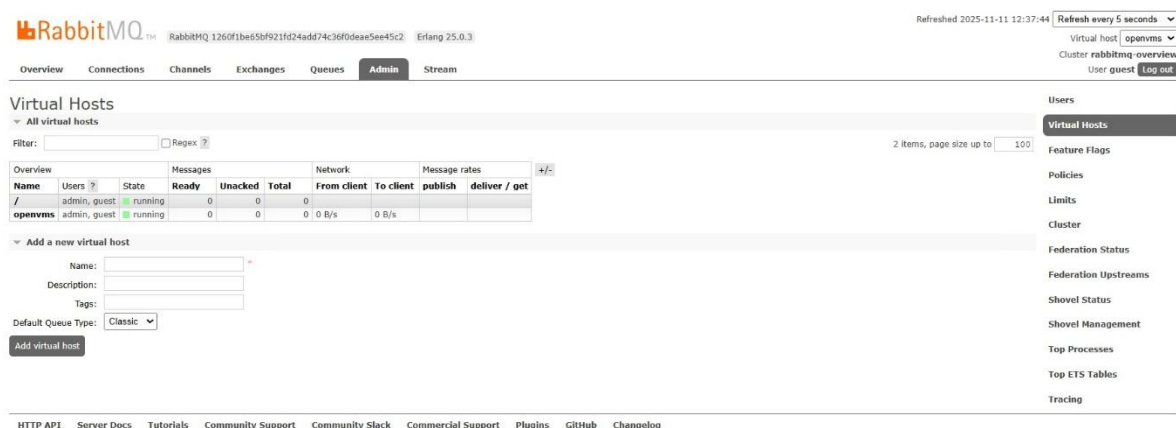 RabbitMQ TM RabbitMQ 1260f1be65bf921fd24add74c36f0deae5ee45c2 Erlang 25.0.3
Refreshed 2025-11-11 12:37:44 Refresh every 5 seconds
Virtual host openvms
Cluster rabbitmq-overview
User guest Log out
Overview Connections Channels Exchanges Queues Admin Stream
Virtual Hosts
All virtual hosts
Filter: Regex ?
2 items, page size up to 100
Overview Messages Network Message rates +/-
Name Users ? State Ready Unacked Total From client To client publish deliver / get
/ admin, guest running 0 0 0
openvms admin, guest running 0 0 0 0 B/s 0 B/s
Add a new virtual host
Name: *
Description:
Tags:
Default Queue Type: Classic
Add virtual host
Users
Virtual Hosts
Feature Flags
Policies
Limits
Cluster
Federation Status
Federation Upstreams
Shovel Status
Shovel Management
Top Processes
Top ETS Tables
Tracing
HTTP API Server Docs Tutorials Community Support Community Slack Commercial Support Plugins GitHub Changelog